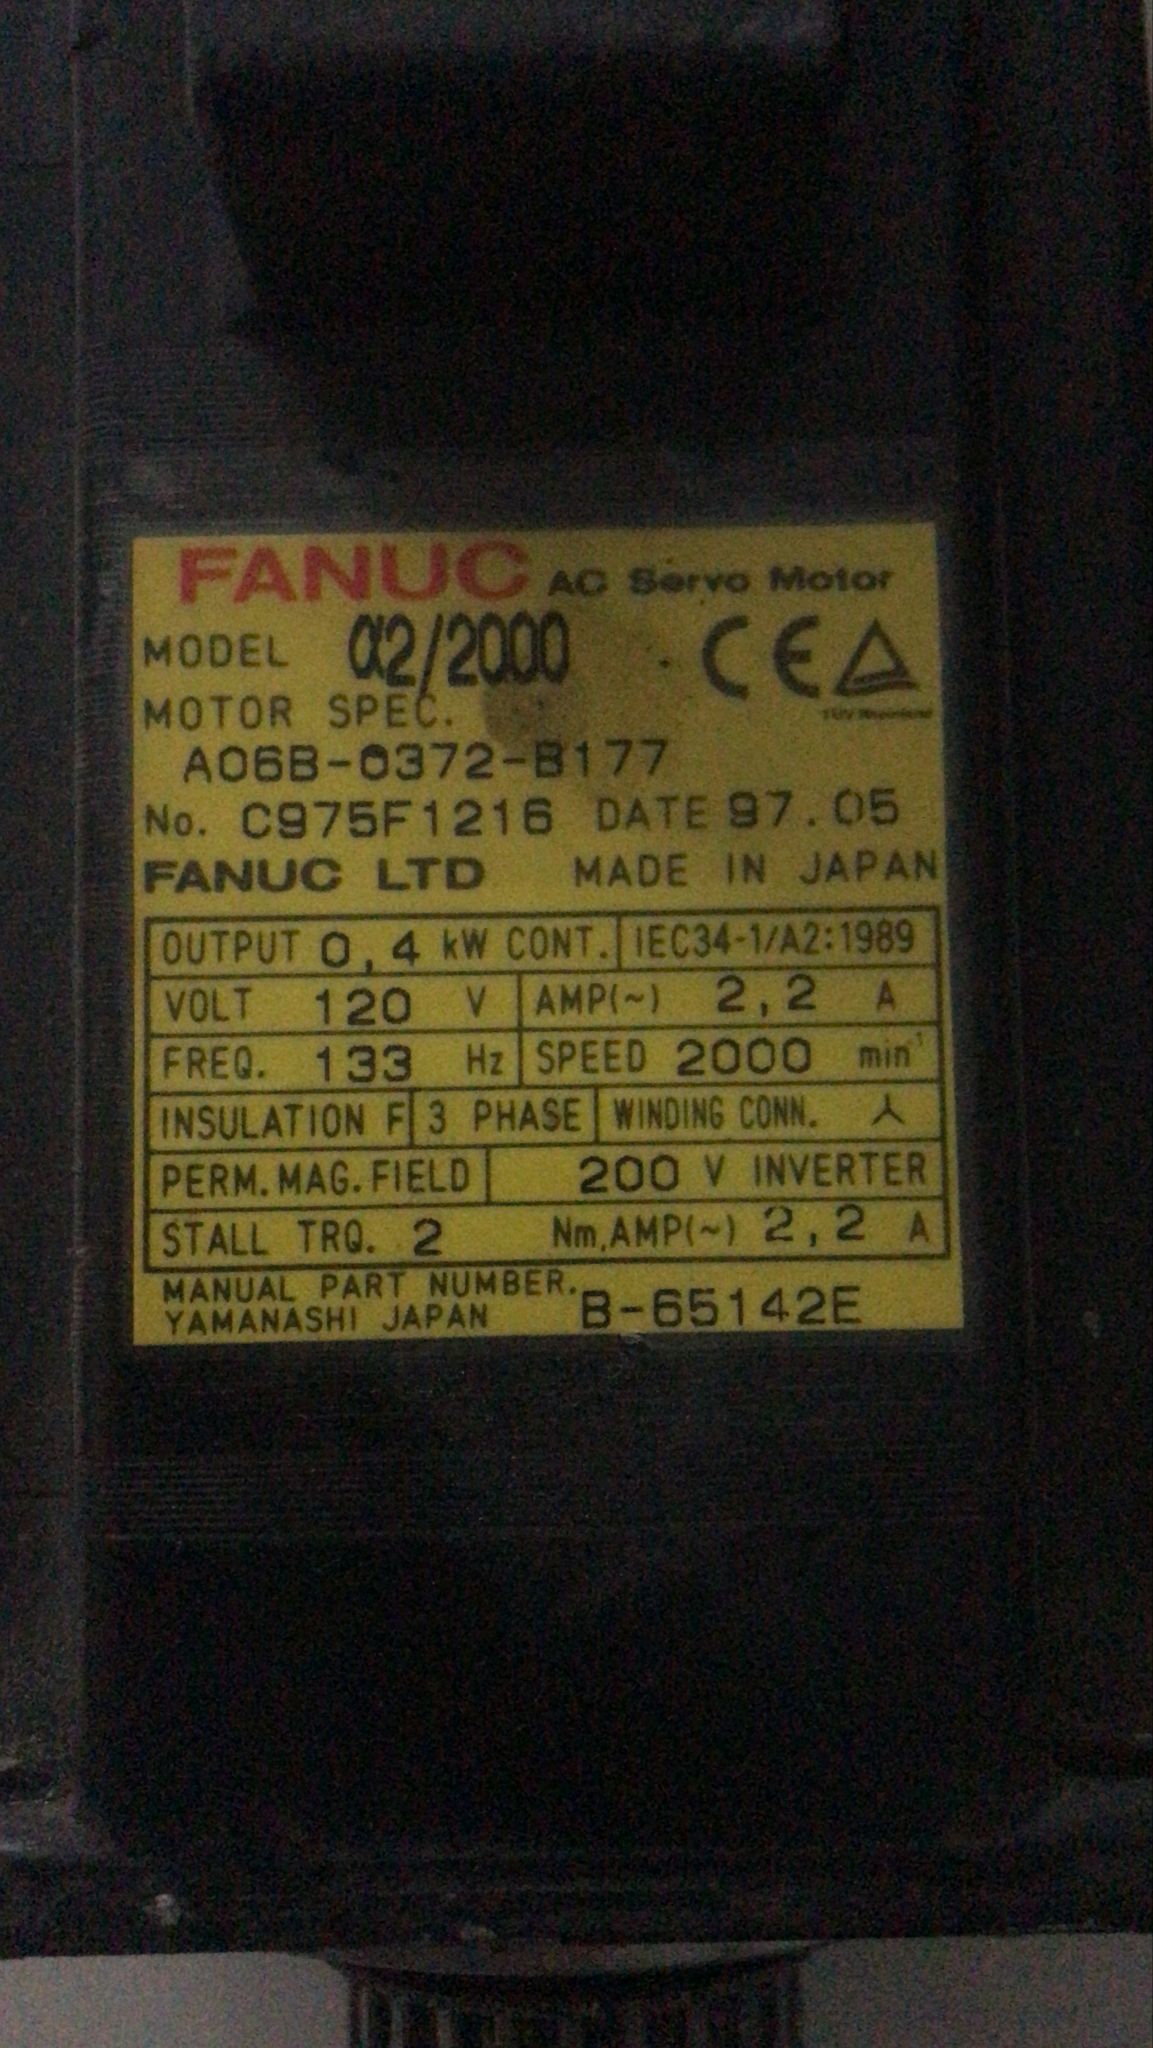 FANUC AC Servo Motor
MODEL α2/2000 CE
MOTOR SPEC.
A06B-0372-B177
No. C975F1216 DATE 97.05
FANUC LTD MADE IN JAPAN
OUTPUT 0,4 kW CONT. IEC34-1/A2:1989
VOLT 120 V AMP(~) 2,2 A
FREQ. 133 Hz SPEED 2000 min⁻¹
INSULATION F 3 PHASE WINDING CONN.
PERM.MAG.FIELD 200 V INVERTER
STALL TRQ. 2 Nm,AMP(~) 2,2 A
MANUAL PART NUMBER.
YAMANASHI JAPAN B-65142E